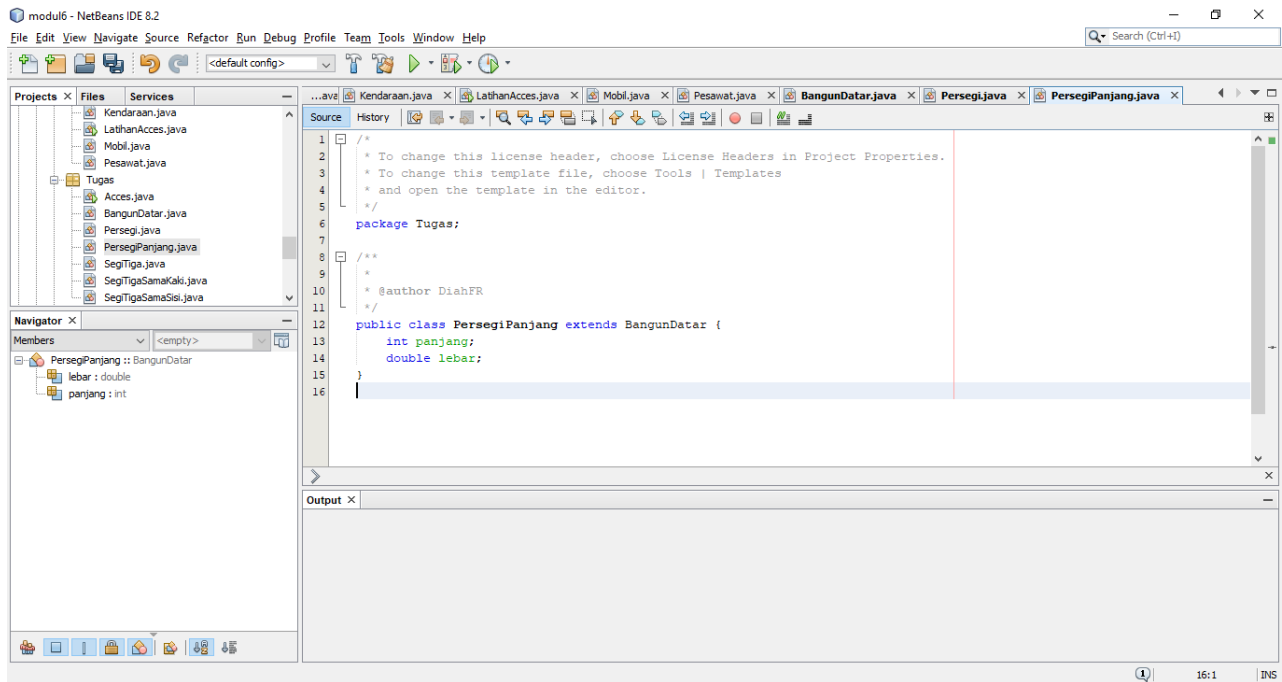 modul6 - NetBeans IDE 8.2
File Edit View Navigate Source Refactor Run Debug Profile Team Tools Window Help
Search (Ctrl+I)
<default config>
Projects Files Services
Kendaraan.java
LatihanAcces.java
Mobil.java
Pesawat.java
Tugas
Acces.java
BangunDatar.java
Persegi.java
PersegiPanjang.java
SegiTiga.java
SegiTigaSamaKaki.java
SegiTigaSamaSisi.java
Navigator
Members <empty>
PersegiPanjang :: BangunDatar
lebar : double
panjang : int
...ava Kendaraan.java LatihanAcces.java Mobil.java Pesawat.java BangunDatar.java Persegi.java PersegiPanjang.java
Source History
1 /*
2 * To change this license header, choose License Headers in Project Properties.
3 * To change this template file, choose Tools | Templates
4 * and open the template in the editor.
5 */
6 package Tugas;
7
8 /**
9 *
10 * @author DiahFR
11 */
12 public class PersegiPanjang extends BangunDatar {
13 int panjang;
14 double lebar;
15 }
16
Output
1 16:1 INS